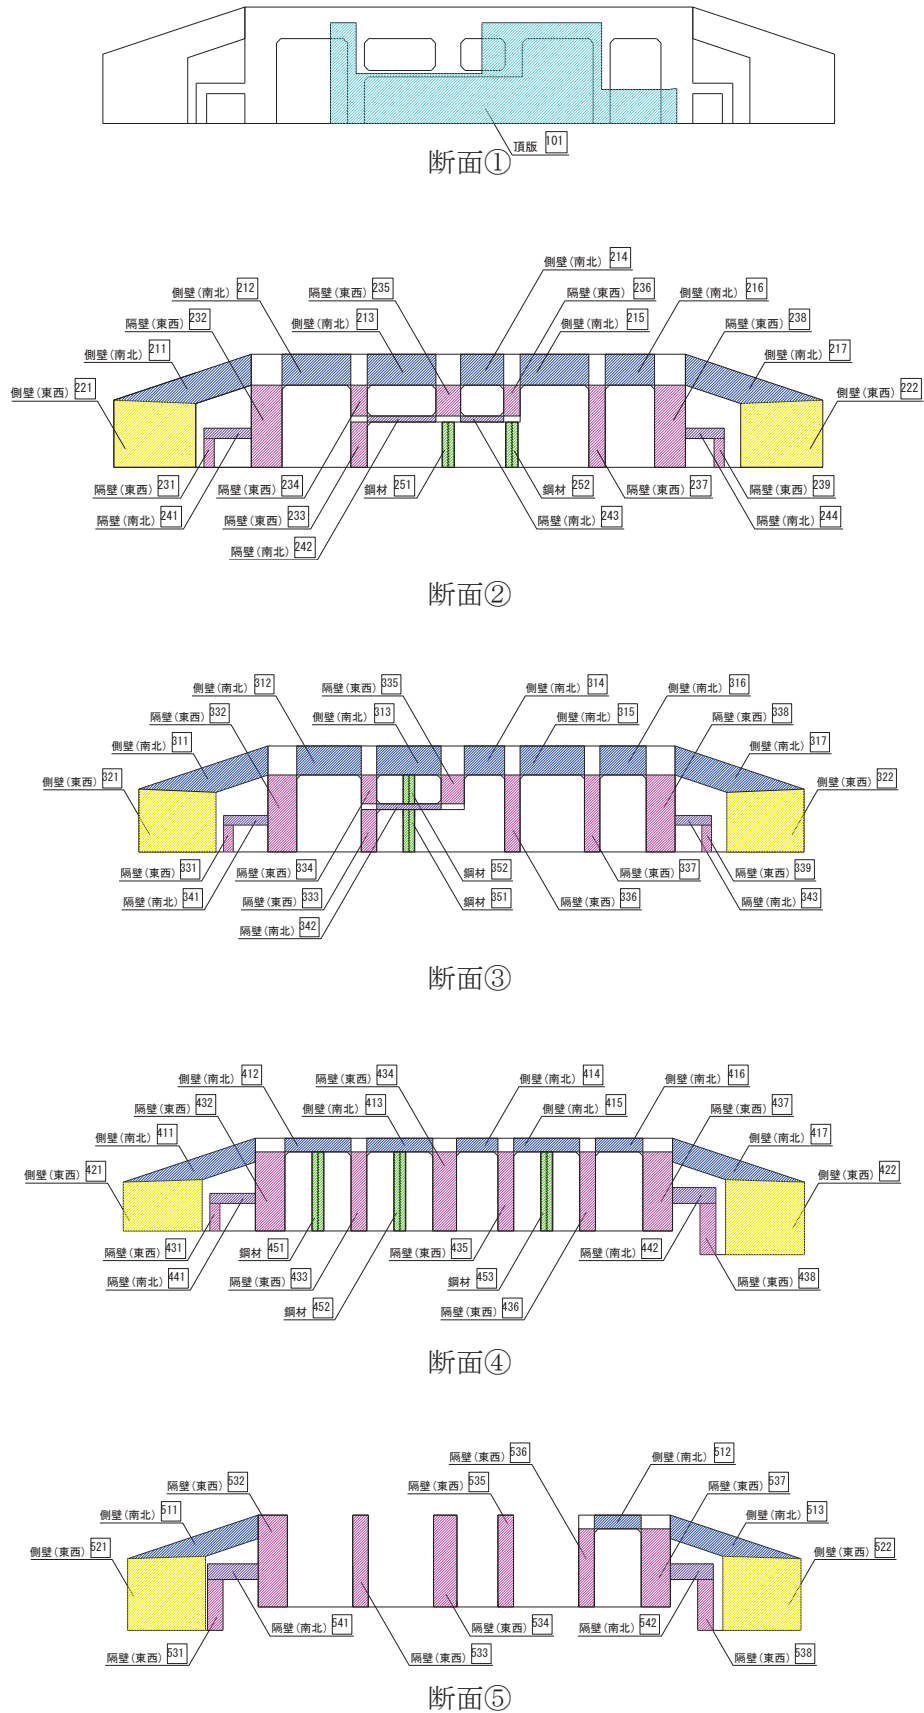 頂版 101
断面①
側壁(南北) 214
側壁(南北) 212
隔壁(東西) 235
隔壁(東西) 236
側壁(南北) 216
隔壁(東西) 232
側壁(南北) 213
側壁(南北) 215
隔壁(東西) 238
側壁(南北) 211
側壁(南北) 217
側壁(東西) 221
側壁(東西) 222
隔壁(東西) 231
隔壁(東西) 234
鋼材 251
鋼材 252
隔壁(東西) 237
隔壁(東西) 239
隔壁(南北) 241
隔壁(東西) 233
隔壁(南北) 243
隔壁(南北) 244
隔壁(南北) 242
断面②
側壁(南北) 312
隔壁(東西) 335
側壁(南北) 314
側壁(南北) 316
隔壁(東西) 332
側壁(南北) 313
側壁(南北) 315
隔壁(東西) 338
側壁(南北) 311
側壁(南北) 317
側壁(東西) 321
側壁(東西) 322
隔壁(東西) 331
隔壁(東西) 334
鋼材 352
隔壁(東西) 337
隔壁(東西) 339
隔壁(南北) 341
隔壁(東西) 333
鋼材 351
隔壁(東西) 336
隔壁(南北) 343
隔壁(南北) 342
断面③
側壁(南北) 412
隔壁(東西) 434
側壁(南北) 414
側壁(南北) 416
隔壁(東西) 432
側壁(南北) 413
側壁(南北) 415
隔壁(東西) 437
側壁(南北) 411
側壁(南北) 417
側壁(東西) 421
側壁(東西) 422
隔壁(東西) 431
鋼材 451
隔壁(東西) 435
隔壁(南北) 442
隔壁(南北) 441
隔壁(東西) 433
鋼材 453
隔壁(東西) 438
鋼材 452
隔壁(東西) 436
断面④
隔壁(東西) 536
側壁(南北) 512
隔壁(東西) 532
隔壁(東西) 535
隔壁(東西) 537
側壁(南北) 511
側壁(南北) 513
側壁(東西) 521
側壁(東西) 522
隔壁(南北) 541
隔壁(東西) 534
隔壁(南北) 542
隔壁(東西) 531
隔壁(東西) 533
隔壁(東西) 538
断面⑤